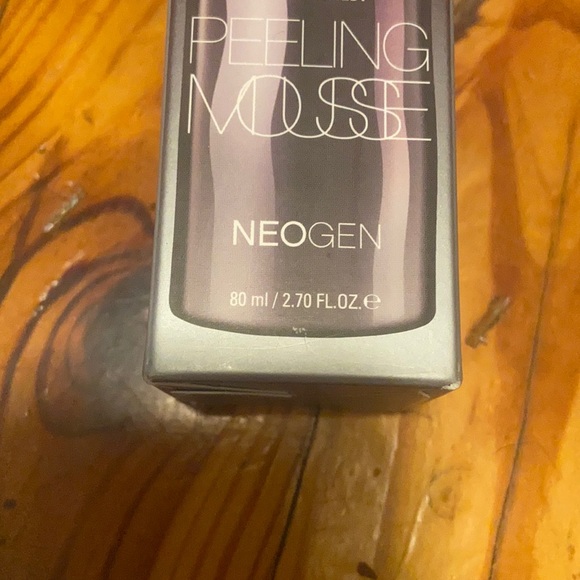 PEELING
MOUSSE
NEOGEN
80 ml / 2.70 FL.OZ.℮